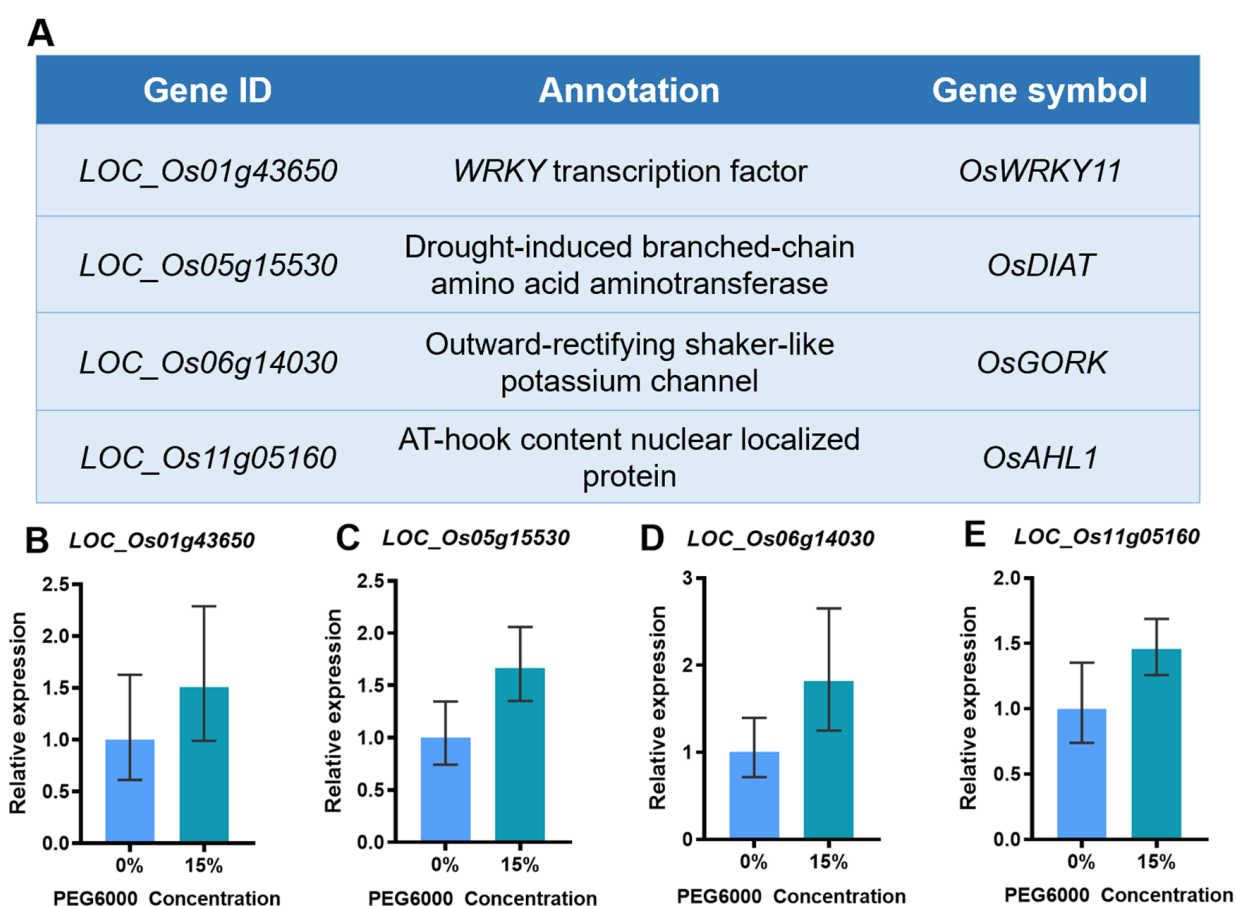 A
Gene ID Annotation Gene symbol
LOC_Os01g43650 WRKY transcription factor OsWRKY11
LOC_Os05g15530 Drought-induced branched-chain amino acid aminotransferase OsDIAT
LOC_Os06g14030 Outward-rectifying shaker-like potassium channel OsGORK
LOC_Os11g05160 AT-hook content nuclear localized protein OsAHL1
B LOC_Os01g43650
Relative expression
2.5
2.0
1.5
1.0
0.5
0.0
0% 15%
PEG6000 Concentration
C LOC_Os05g15530
Relative expression
2.5
2.0
1.5
1.0
0.5
0.0
0% 15%
PEG6000 Concentration
D LOC_Os06g14030
Relative expression
3
2
1
0
0% 15%
PEG6000 Concentration
E LOC_Os11g05160
Relative expression
2.0
1.5
1.0
0.5
0.0
0% 15%
PEG6000 Concentration